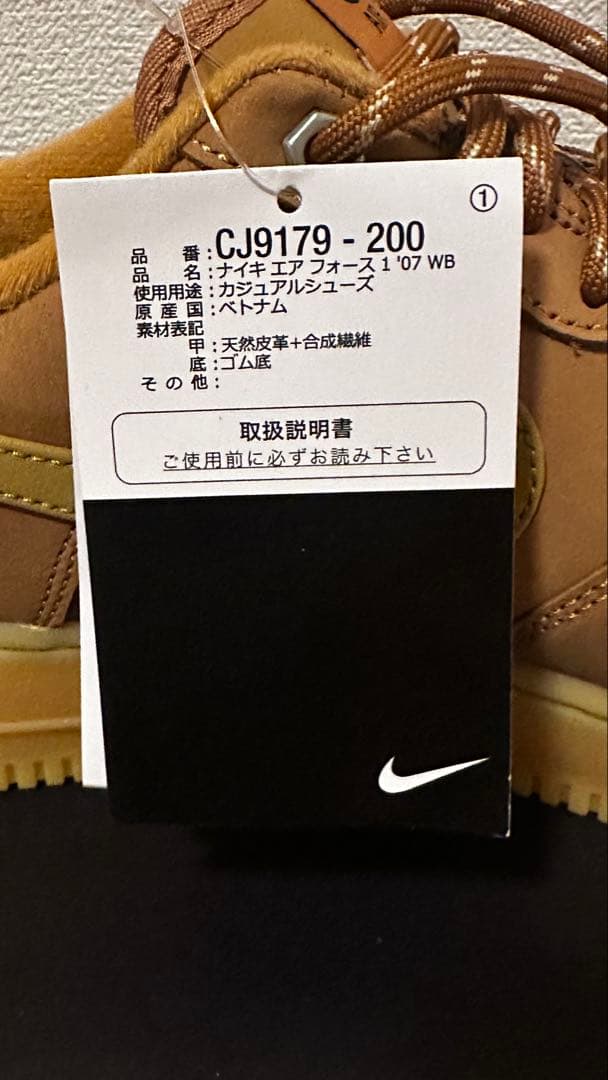 ①
品番:CJ9179 - 200
品名:ナイキ エア フォース 1 '07 WB
使用用途:カジュアルシューズ
原産国:ベトナム
素材表記
甲:天然皮革+合成繊維
底:ゴム底
その他:
取扱説明書
ご使用前に必ずお読み下さい